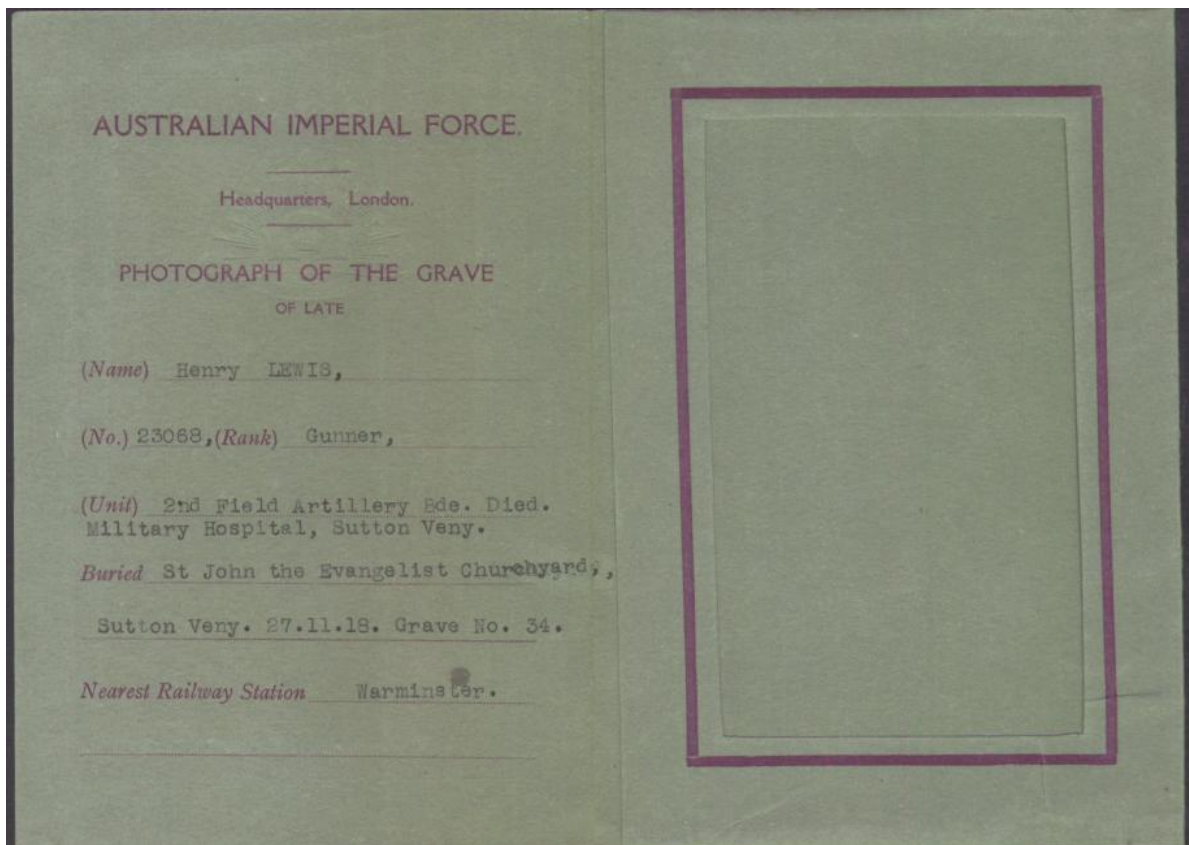 AUSTRALIAN IMPERIAL FORCE.
Headquarters, London.
PHOTOGRAPH OF THE GRAVE
OF LATE
(Name) Henry LEWIS,
(No.) 23068, (Rank) Gunner,
(Unit) 2nd Field Artillery Bde. Died.
Military Hospital, Sutton Veny.
Buried St John the Evangelist Churchyard,,
Sutton Veny. 27.11.18. Grave No. 34.
Nearest Railway Station Warminster.